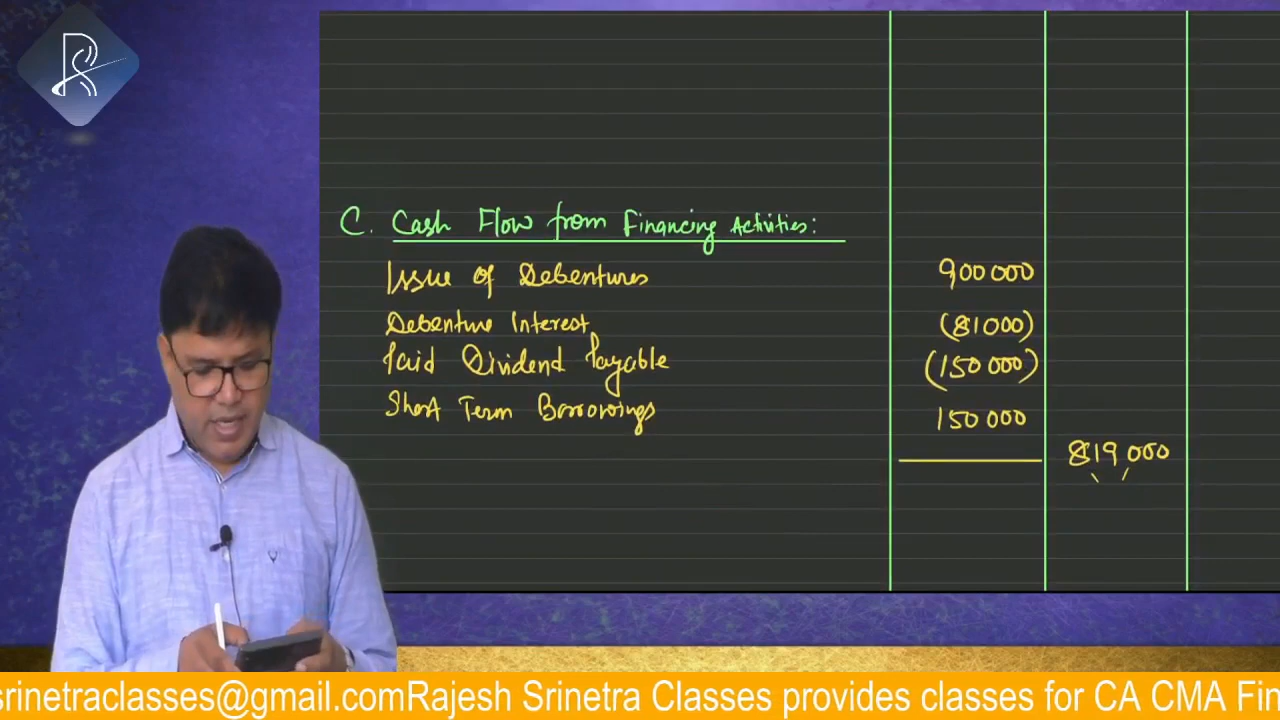 RS
C. Cash Flow from Financing Activities:
Issue of Debentures 900000
Debenture Interest (81000)
Paid Dividend Payable (150000)
Short Term Borrowings 150000
819000
srinetraclasses@gmail.comRajesh Srinetra Classes provides classes for CA CMA Fin